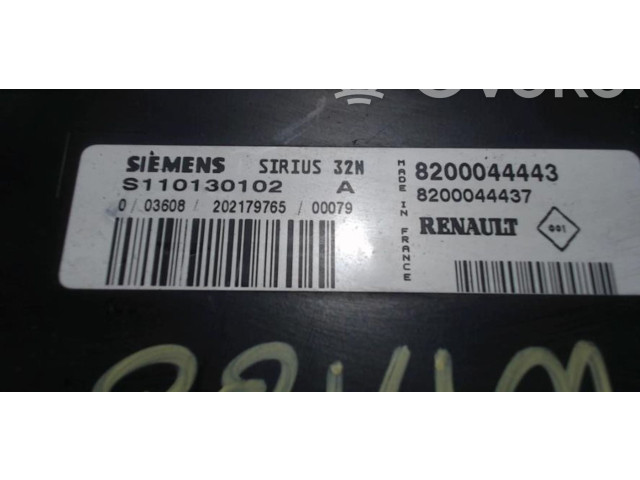 SIEMENS SIRIUS 32N
S110130102 A
0 / 03608 / 202179765 / 00079
MADE IN FRANCE
8200044443
8200044437
RENAULT